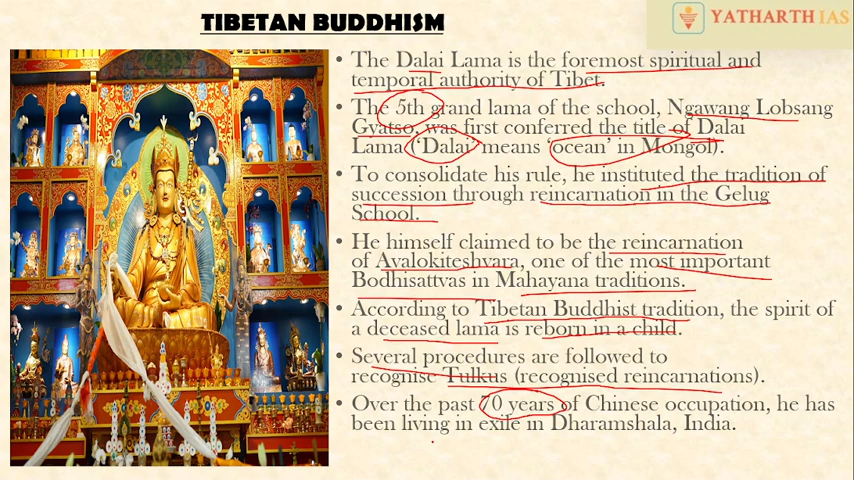 TIBETAN BUDDHISM
YATHARTH IAS
• The Dalai Lama is the foremost spiritual and
temporal authority of Tibet.
• The 5th grand lama of the school, Ngawang Lobsang
Gyatso, was first conferred the title of Dalai
Lama (‘Dalai’ means ‘ocean’ in Mongol).
• To consolidate his rule, he instituted the tradition of
succession through reincarnation in the Gelug
School.
• He himself claimed to be the reincarnation
of Avalokiteshvara, one of the most important
Bodhisattvas in Mahayana traditions.
• According to Tibetan Buddhist tradition, the spirit of
a deceased lama is reborn in a child.
• Several procedures are followed to
recognise Tulkus (recognised reincarnations).
• Over the past 70 years of Chinese occupation, he has
been living in exile in Dharamshala, India.